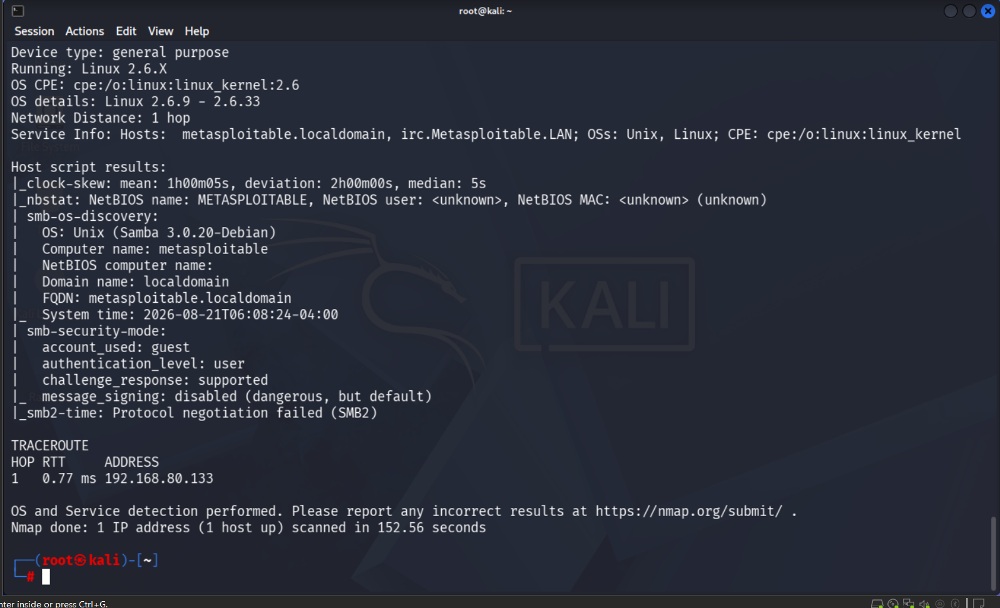 root@kali: ~
Session Actions Edit View Help
Device type: general purpose
Running: Linux 2.6.X
OS CPE: cpe:/o:linux:linux_kernel:2.6
OS details: Linux 2.6.9 - 2.6.33
Network Distance: 1 hop
Service Info: Hosts:  metasploitable.localdomain, irc.Metasploitable.LAN; OSs: Unix, Linux; CPE: cpe:/o:linux:linux_kernel
File System
Host script results:
|_clock-skew: mean: 1h00m05s, deviation: 2h00m00s, median: 5s
|_nbstat: NetBIOS name: METASPLOITABLE, NetBIOS user: <unknown>, NetBIOS MAC: <unknown> (unknown)
| smb-os-discovery:
|   OS: Unix (Samba 3.0.20-Debian)
|   Computer name: metasploitable
|   NetBIOS computer name:
|   Domain name: localdomain
|   FQDN: metasploitable.localdomain
|_  System time: 2026-08-21T06:08:24-04:00
| smb-security-mode:
|   account_used: guest
|   authentication_level: user
|   challenge_response: supported
|_  message_signing: disabled (dangerous, but default)
|_smb2-time: Protocol negotiation failed (SMB2)
KALI
TRACEROUTE
HOP RTT     ADDRESS
1   0.77 ms 192.168.80.133
OS and Service detection performed. Please report any incorrect results at https://nmap.org/submit/ .
Nmap done: 1 IP address (1 host up) scanned in 152.56 seconds
┌──(root㉿kali)-[~]
└─#
nter inside or press Ctrl+G.